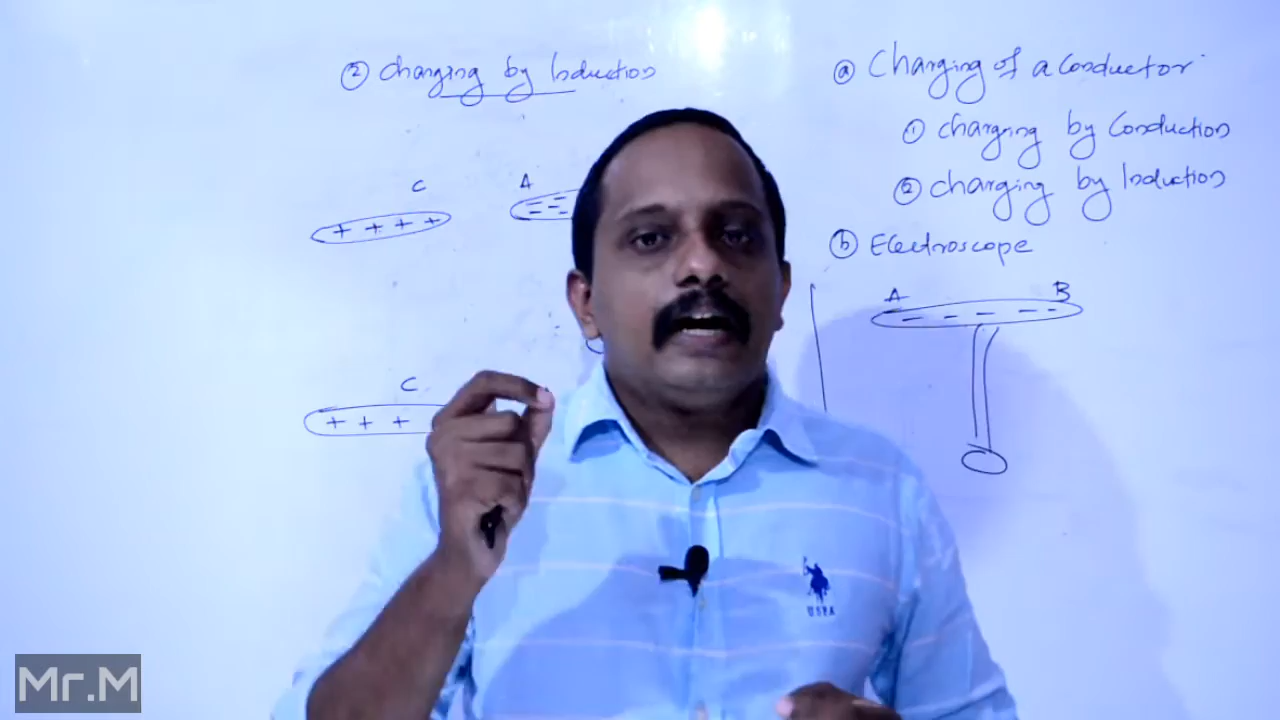 ② Charging by Induction
C
A
+ + + +
C
+ + +
ⓐ Charging of a Conductor
① Charging by Conduction
② Charging by Induction
ⓑ Electroscope
A B
U S P A
Mr.M